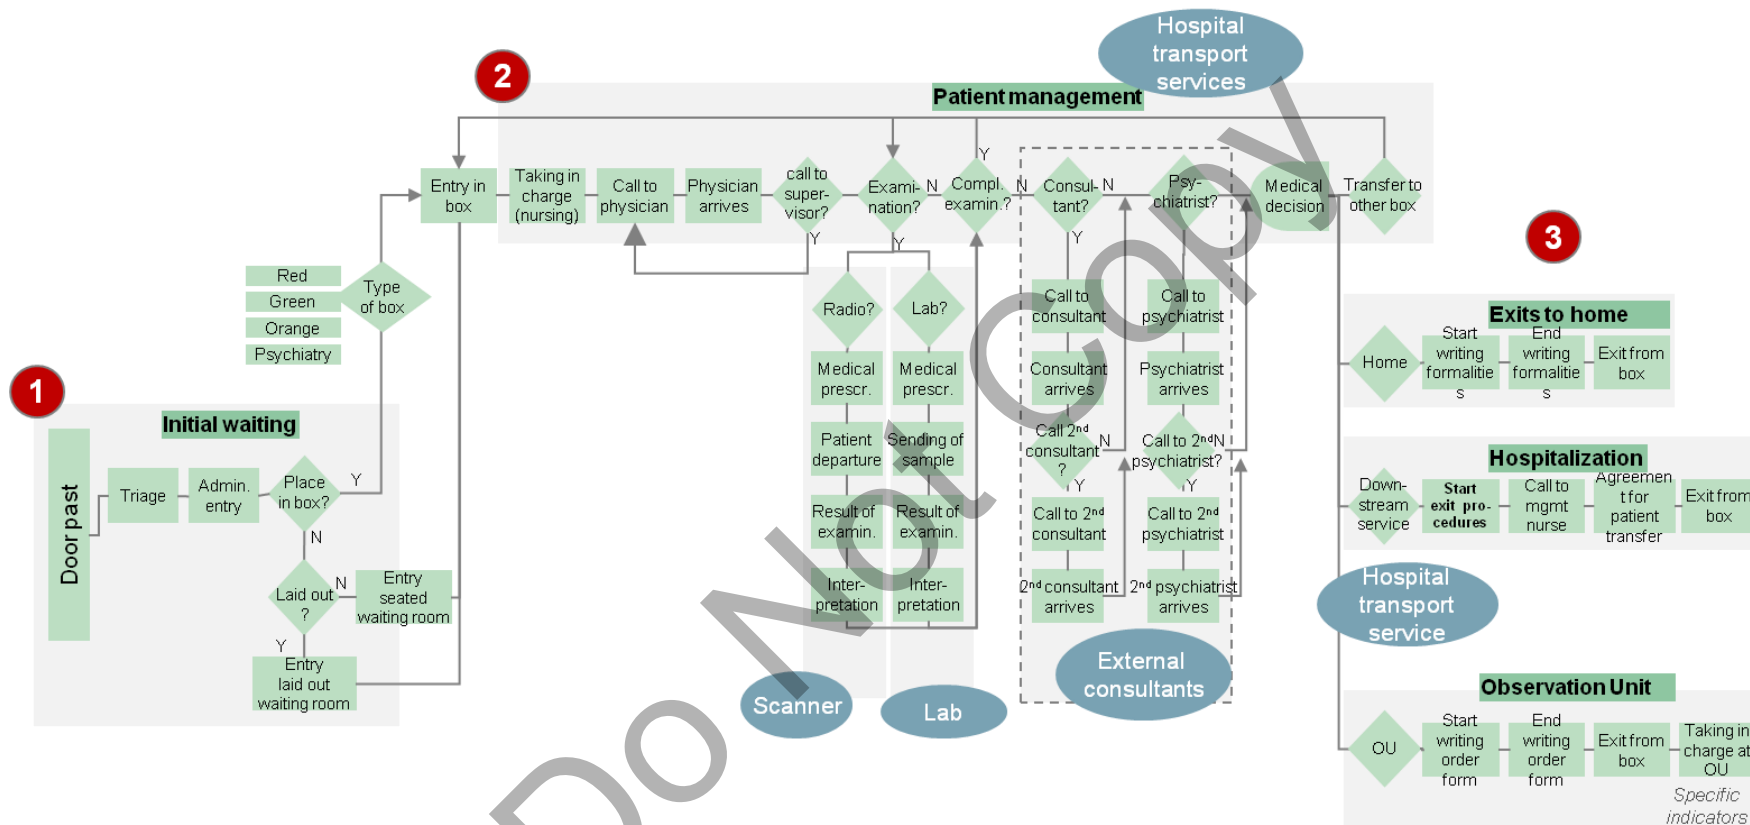 Hospital
transport
services
2
Patient management
Y
Entry in
box
Taking in
charge
(nursing)
Call to
physician
Physician
arrives
call to
super-
visor?
Y
Exami-
nation?
N
Y
Compl.
examin.?
N
Consul-
tant?
N
Y
Psy-
chiatrist?
Medical
decision
Transfer to
other box
3
Red
Green
Orange
Psychiatry
Type
of box
Radio?
Lab?
Call to
consultant
Call to
psychiatrist
Exits to home
Home
Start
writing
formalitie
s
End
writing
formalitie
s
Exit from
box
1
Initial waiting
Door past
Triage
Admin.
entry
Place
in box?
Y
N
Laid out
?
N
Y
Entry
seated
waiting room
Entry
laid out
waiting room
Medical
prescr.
Medical
prescr.
Consultant
arrives
Psychiatrist
arrives
Patient
departure
Sending of
sample
Call 2nd
consultant
?
N
Y
Call to 2nd
psychiatrist?
N
Y
Result of
examin.
Result of
examin.
Call to 2nd
consultant
Call to 2nd
psychiatrist
Inter-
pretation
Inter-
pretation
2nd consultant
arrives
2nd psychiatrist
arrives
Scanner
Lab
External
consultants
Hospitalization
Down-
stream
service
Start
exit pro-
cedures
Call to
mgmt
nurse
Agreemen
t for
patient
transfer
Exit from
box
Hospital
transport
service
Observation Unit
OU
Start
writing
order
form
End
writing
order
form
Exit from
box
Taking in
charge at
OU
Specific
indicators
Do Not Copy